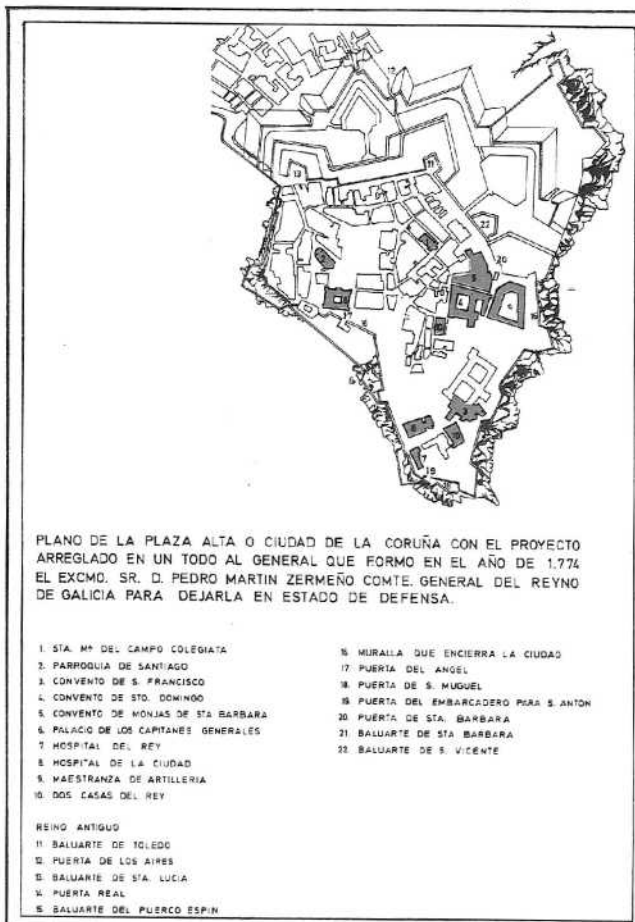 PLANO DE LA PLAZA ALTA O CIUDAD DE LA CORUÑA CON EL PROYECTO
ARREGLADO EN UN TODO AL GENERAL QUE FORMO EN EL AÑO DE 1.774
EL EXCMO. SR. D. PEDRO MARTIN ZERMEÑO COMTE. GENERAL DEL REYNO
DE GALICIA PARA DEJARLA EN ESTADO DE DEFENSA.
1. STA. Mª DEL CAMPO COLEGIATA
2. PARROQUIA DE SANTIAGO
3. CONVENTO DE S. FRANCISCO
4. CONVENTO DE STO. DOMINGO
5. CONVENTO DE MONJAS DE STA BARBARA
6. PALACIO DE LOS CAPITANES GENERALES
7 HOSPITAL DEL REY
8 HOSPITAL DE LA CIUDAD
9. MAESTRANZA DE ARTILLERIA
10. DOS CASAS DEL REY
REINO ANTIGUO
11 BALUARTE DE TOLEDO
12. PUERTA DE LOS AIRES
13. BALUARTE DE STA. LUCIA
14. PUERTA REAL
15 BALUARTE DEL PUERCO ESPIN
16 MURALLA QUE ENCIERRA LA CIUDAD
17 PUERTA DEL ANGEL
18. PUERTA DE S. MUGUEL
19 PUERTA DEL EMBARCADERO PARA S. ANTON
20 PUERTA DE STA. BARBARA
21 BALUARTE DE STA BARBARA
22. BALUARTE DE S. VICENTE